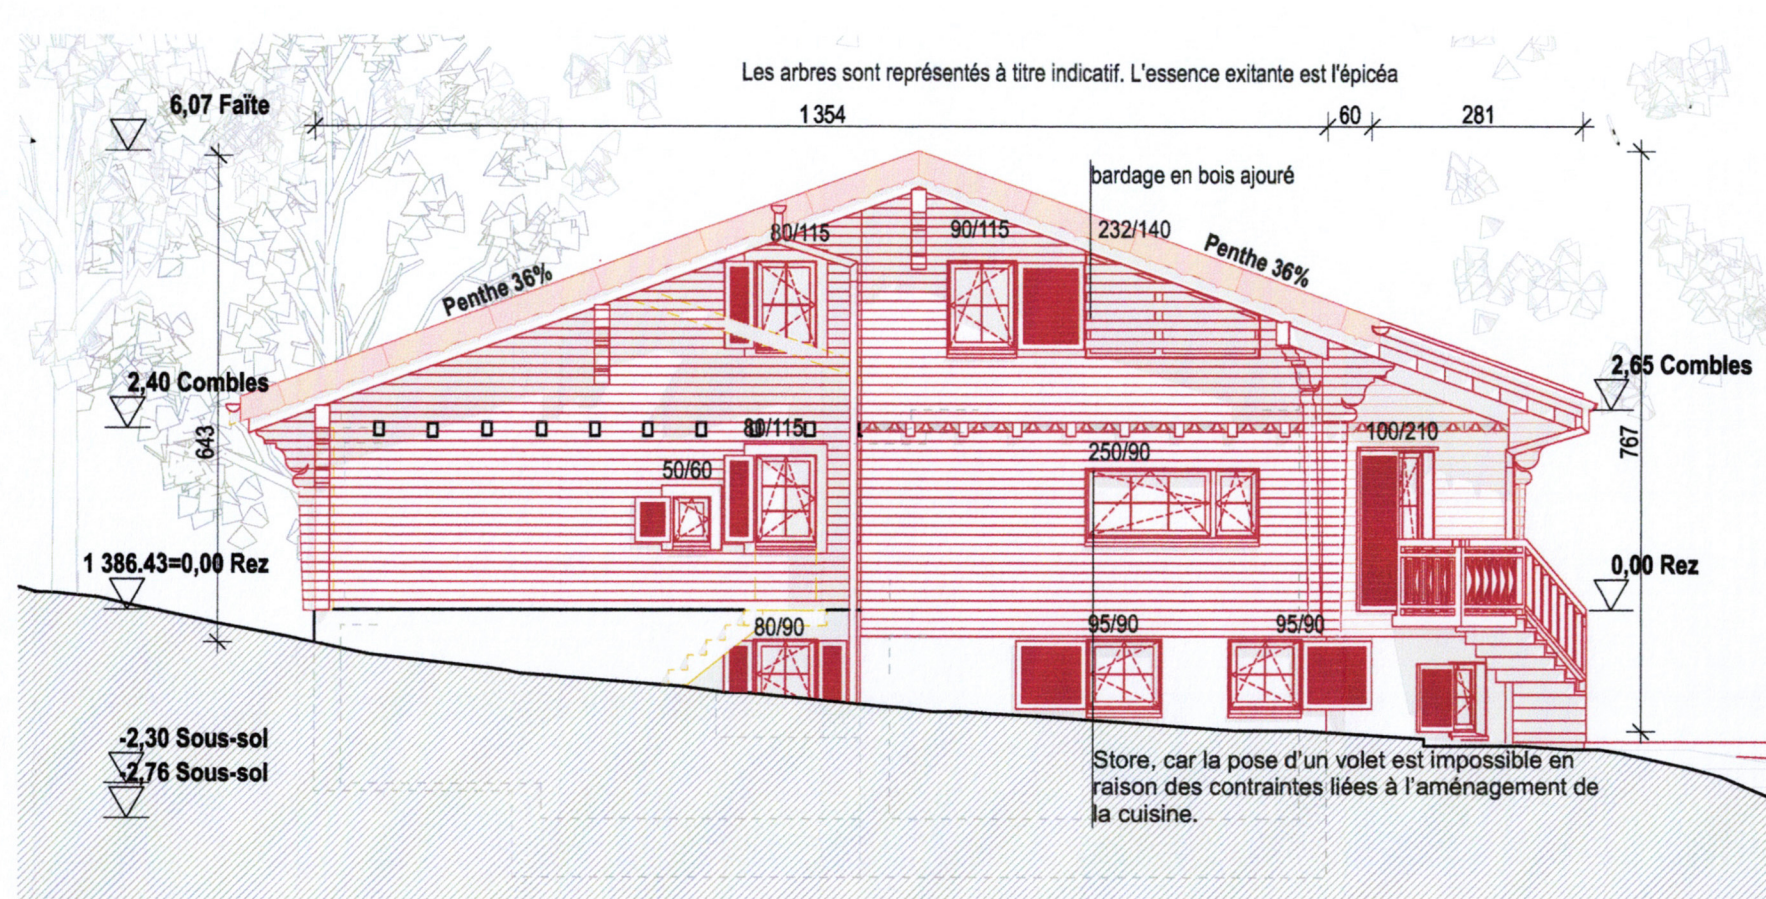 Les arbres sont représentés à titre indicatif. L'essence exitante est l'épicéa
6,07 Faïte
1 354
60
281
bardage en bois ajouré
80/115
90/115
232/140
Penthe 36%
Penthe 36%
2,40 Combles
2,65 Combles
643
767
80/115
100/210
50/60
250/90
1 386.43=0,00 Rez
0,00 Rez
80/90
95/90
95/90
-2,30 Sous-sol
-2,76 Sous-sol
Store, car la pose d'un volet est impossible en
raison des contraintes liées à l'aménagement de
la cuisine.